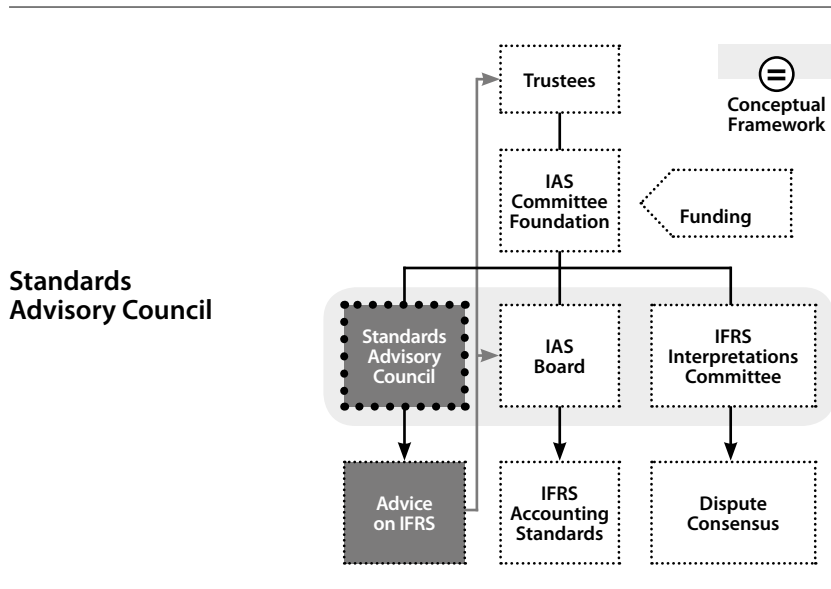 Trustees
=
Conceptual
Framework
IAS
Committee
Foundation
Funding
Standards
Advisory Council
Standards
Advisory
Council
IAS
Board
IFRS
Interpretations
Committee
Advice
on IFRS
IFRS
Accounting
Standards
Dispute
Consensus